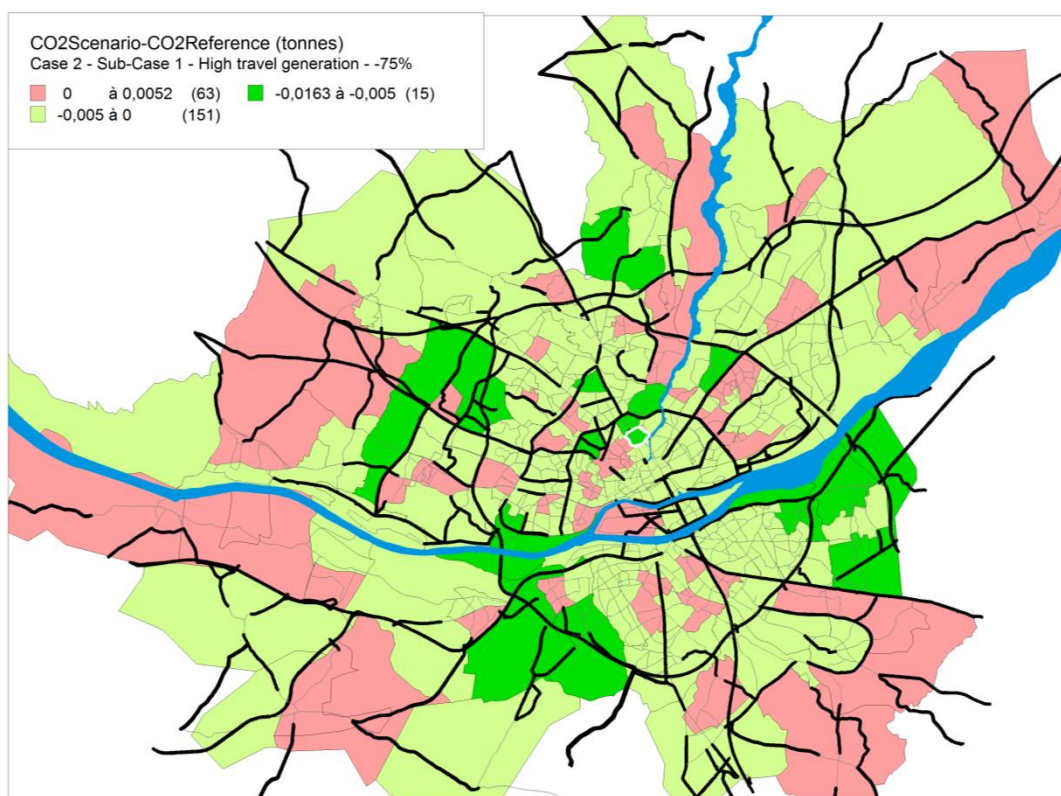 CO2Scenario-CO2Reference (tonnes)
Case 2 - Sub-Case 1 - High travel generation - -75%
0 à 0,0052 (63) -0,0163 à -0,005 (15)
-0,005 à 0 (151)